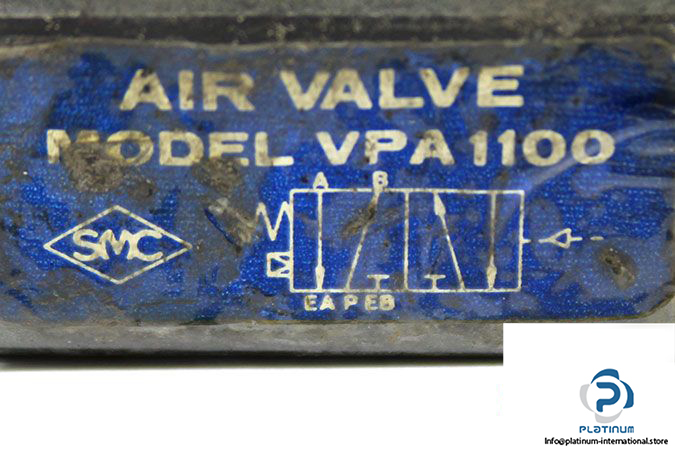 AIR VALVE
MODEL VPA1100
A B
SMC
EA P EB
P
PLATINUM
Info@platinum-international.store